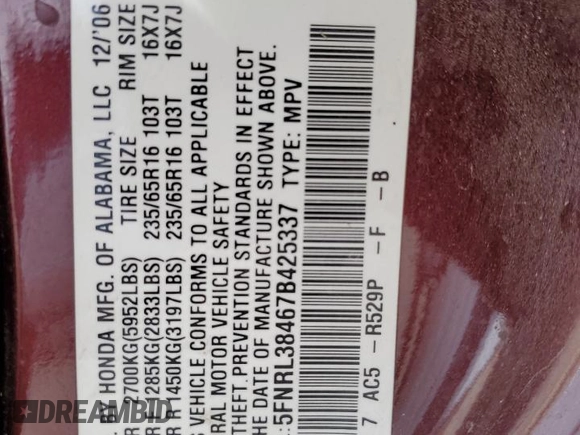 BY HONDA MFG. OF ALABAMA, LLC 12/'06
TIRE SIZE RIM SIZE
2700KG(5952LBS)
285KG(2833LBS) 235/65R16 103T 16X7J
1450KG(3197LBS) 235/65R16 103T 16X7J
VEHICLE CONFORMS TO ALL APPLICABLE
MOTOR VEHICLE SAFETY
THEFT PREVENTION STANDARDS IN EFFECT
THE DATE OF MANUFACTURE SHOWN ABOVE.
:5FNRL38467B425337 TYPE: MPV
7 AC5 - R529P - F - B
DREAMBID